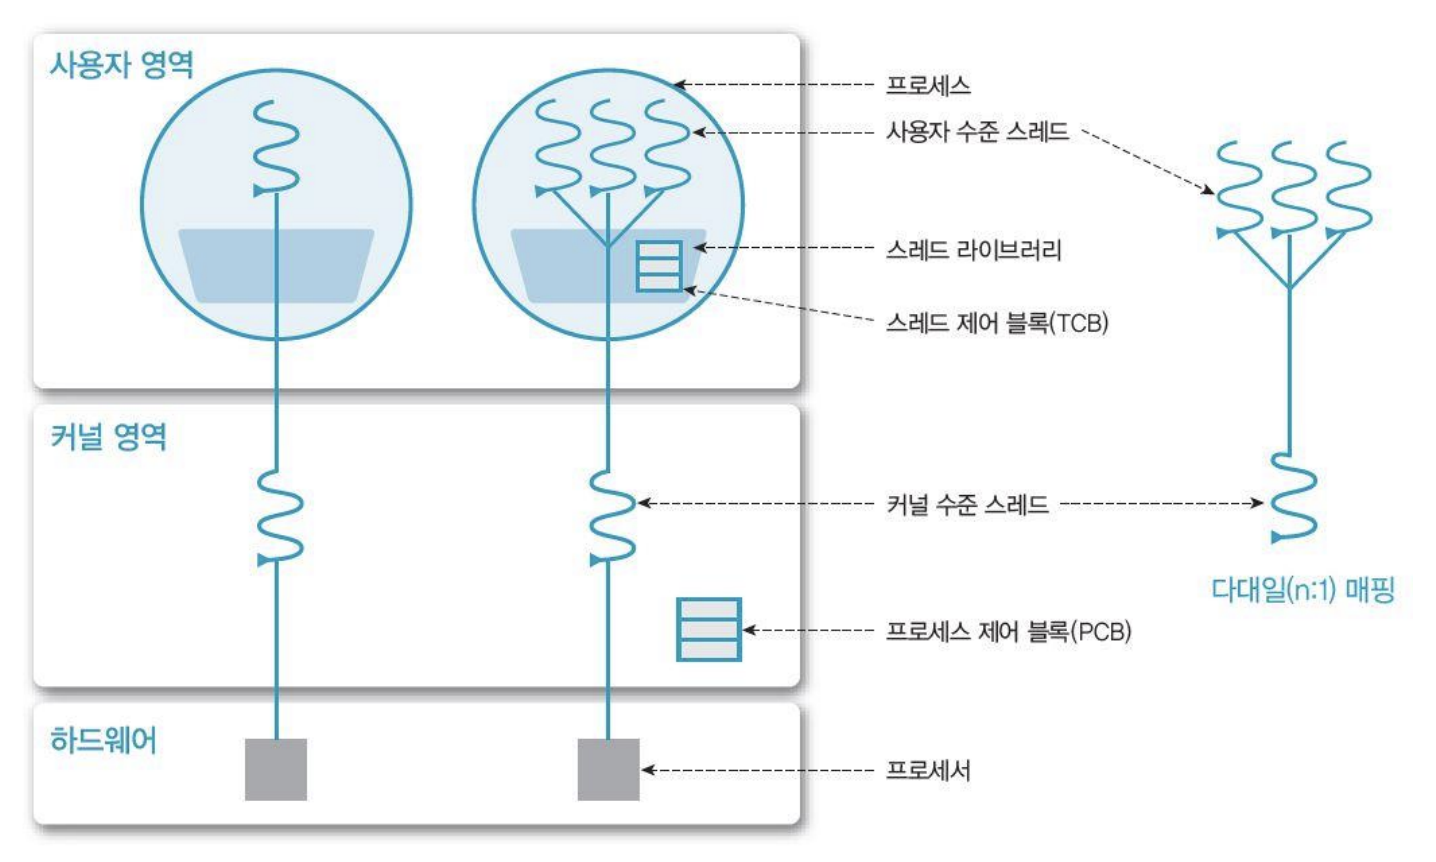 사용자 영역
프로세스
사용자 수준 스레드
스레드 라이브러리
스레드 제어 블록(TCB)
커널 영역
커널 수준 스레드
다대일(n:1) 매핑
프로세스 제어 블록(PCB)
하드웨어
프로세서